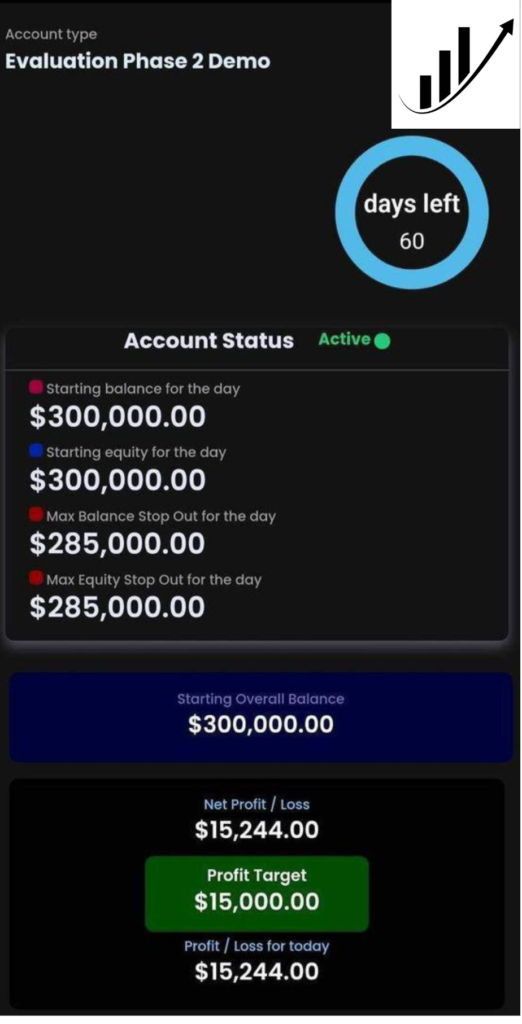 Account type
Evaluation Phase 2 Demo
days left
60
Account Status Active
Starting balance for the day
$300,000.00
Starting equity for the day
$300,000.00
Max Balance Stop Out for the day
$285,000.00
Max Equity Stop Out for the day
$285,000.00
Starting Overall Balance
$300,000.00
Net Profit / Loss
$15,244.00
Profit Target
$15,000.00
Profit / Loss for today
$15,244.00